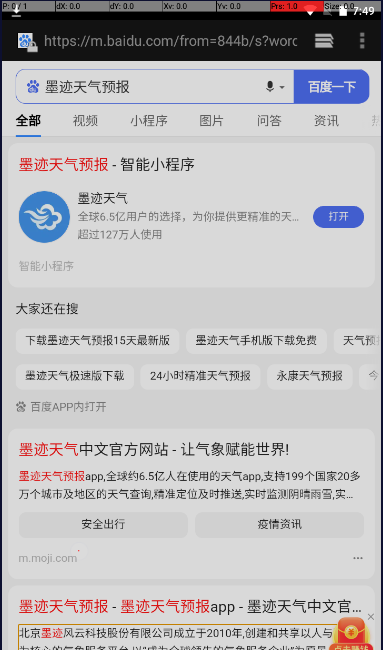 P: 0 / 1 dX: 0.0 dY: 0.0 Xv: 0.0 Yv: 0.0 Prs: 1.0 Size: 0.0
7:49
https://m.baidu.com/from=844b/s?word
墨迹天气预报 百度一下
全部 视频 小程序 图片 问答 资讯
墨迹天气预报 - 智能小程序
墨迹天气
全球6.5亿用户的选择，为你提供更精准的天...
超过127万人使用
打开
智能小程序
大家还在搜
下载墨迹天气预报15天最新版 墨迹天气手机版下载免费 天气预
墨迹天气极速版下载 24小时精准天气预报 永康天气预报 今
百度APP内打开
墨迹天气中文官方网站 - 让气象赋能世界!
墨迹天气预报app,全球约6.5亿人在使用的天气app,支持199个国家20多
万个城市及地区的天气查询,精准定位及时推送,实时监测阴晴雨雪,实...
安全出行 疫情资讯
m.moji.com
墨迹天气预报 - 墨迹天气预报app - 墨迹天气中文官...
北京墨迹风云科技股份有限公司成立于2010年,创建和共享以人与